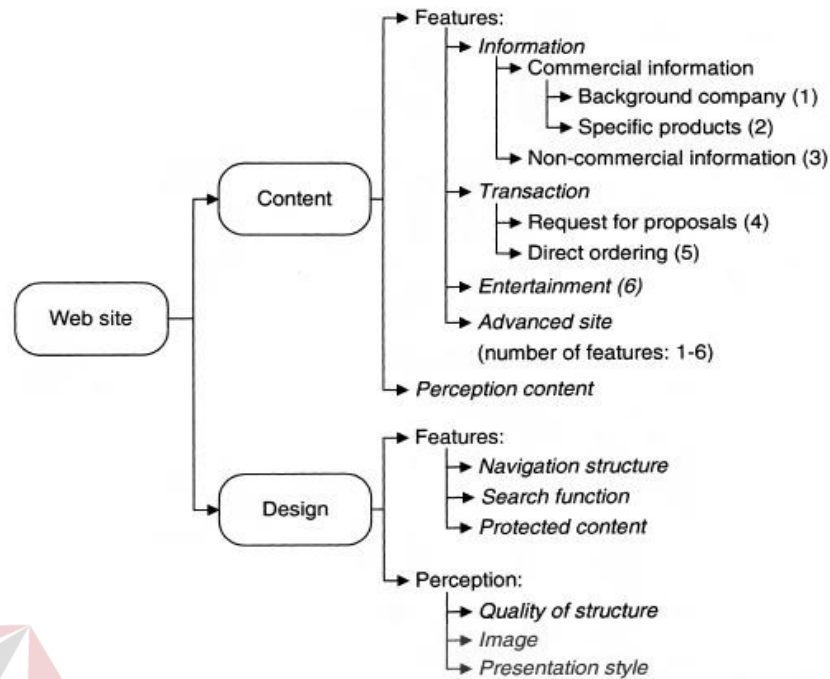 Features:
Information
Commercial information
Background company (1)
Specific products (2)
Non-commercial information (3)
Content
Transaction
Request for proposals (4)
Direct ordering (5)
Entertainment (6)
Web site
Advanced site
(number of features: 1-6)
Perception content
Features:
Navigation structure
Search function
Design
Protected content
Perception:
Quality of structure
Image
Presentation style